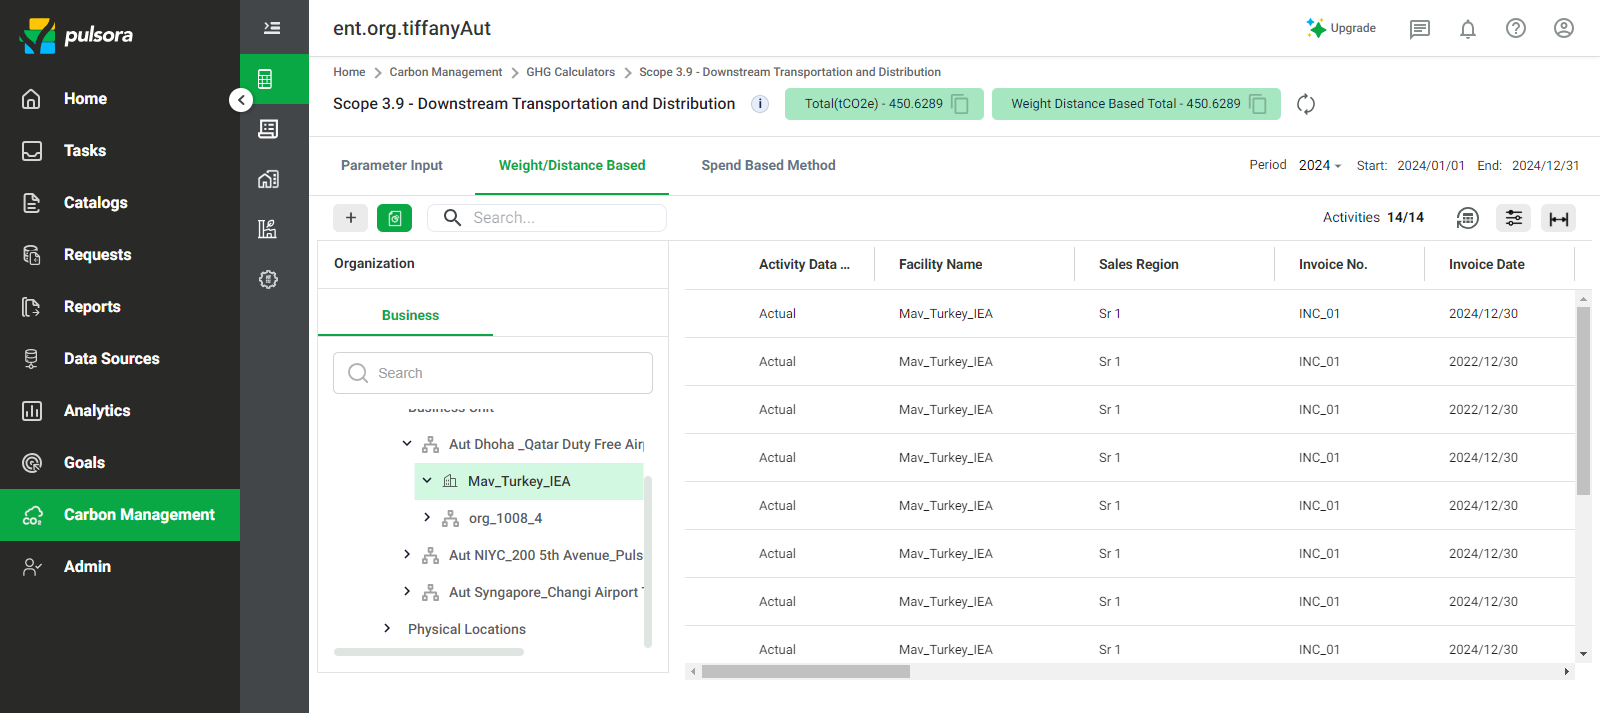 pulsora
Home
Tasks
Catalogs
Requests
Reports
Data Sources
Analytics
Goals
Carbon Management
Admin
ent.org.tiffanyAut
Upgrade
Home > Carbon Management > GHG Calculators > Scope 3.9 - Downstream Transportation and Distribution
Scope 3.9 - Downstream Transportation and Distribution
Total(tCO2e) - 450.6289
Weight Distance Based Total - 450.6289
Parameter Input
Weight/Distance Based
Spend Based Method
Period 2024 Start: 2024/01/01 End: 2024/12/31
Search...
Activities 14/14
Organization
Business
Search
Business Unit
Aut Dhoha _Qatar Duty Free Air
Mav_Turkey_IEA
org_1008_4
Aut NIYC_200 5th Avenue_Puls
Aut Syngapore_Changi Airport T
Physical Locations
Activity Data ... Facility Name Sales Region Invoice No. Invoice Date
Actual Mav_Turkey_IEA Sr 1 INC_01 2024/12/30
Actual Mav_Turkey_IEA Sr 1 INC_01 2022/12/30
Actual Mav_Turkey_IEA Sr 1 INC_01 2022/12/30
Actual Mav_Turkey_IEA Sr 1 INC_01 2024/12/30
Actual Mav_Turkey_IEA Sr 1 INC_01 2024/12/30
Actual Mav_Turkey_IEA Sr 1 INC_01 2024/12/30
Actual Mav_Turkey_IEA Sr 1 INC_01 2024/12/30
Actual Mav_Turkey_IEA Sr 1 INC_01 2024/12/30